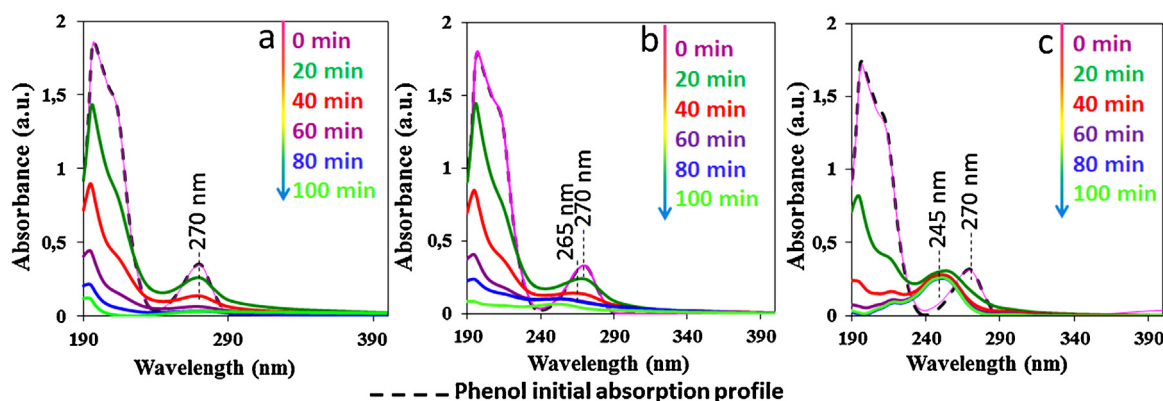 a
2
1,5
1
0,5
0
Absorbance (a.u.)
190
290
390
Wavelength (nm)
270 nm
0 min
20 min
40 min
60 min
80 min
100 min
b
2
1,5
1
0,5
0
Absorbance (a.u.)
190
240
290
340
390
Wavelength (nm)
265 nm
270 nm
0 min
20 min
40 min
60 min
80 min
100 min
c
2
1,5
1
0,5
0
Absorbance (a.u.)
190
240
290
340
390
Wavelength (nm)
245 nm
270 nm
0 min
20 min
40 min
60 min
80 min
100 min
Phenol initial absorption profile